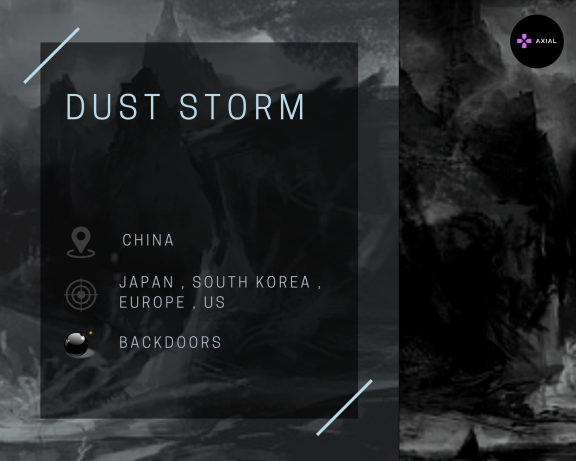 AXIAL
DUST STORM
CHINA
JAPAN , SOUTH KOREA ,
EUROPE , US
BACKDOORS